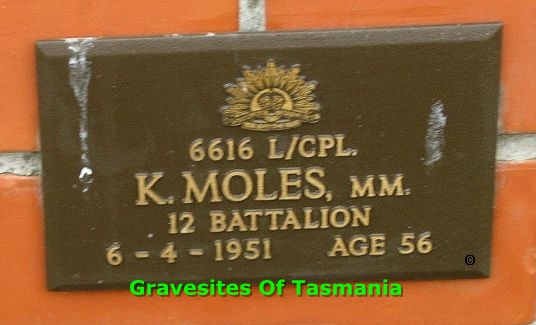 6616 L/CPL.
K. MOLES, MM.
12 BATTALION
6 - 4 - 1951 AGE 56
©
Gravesites Of Tasmania